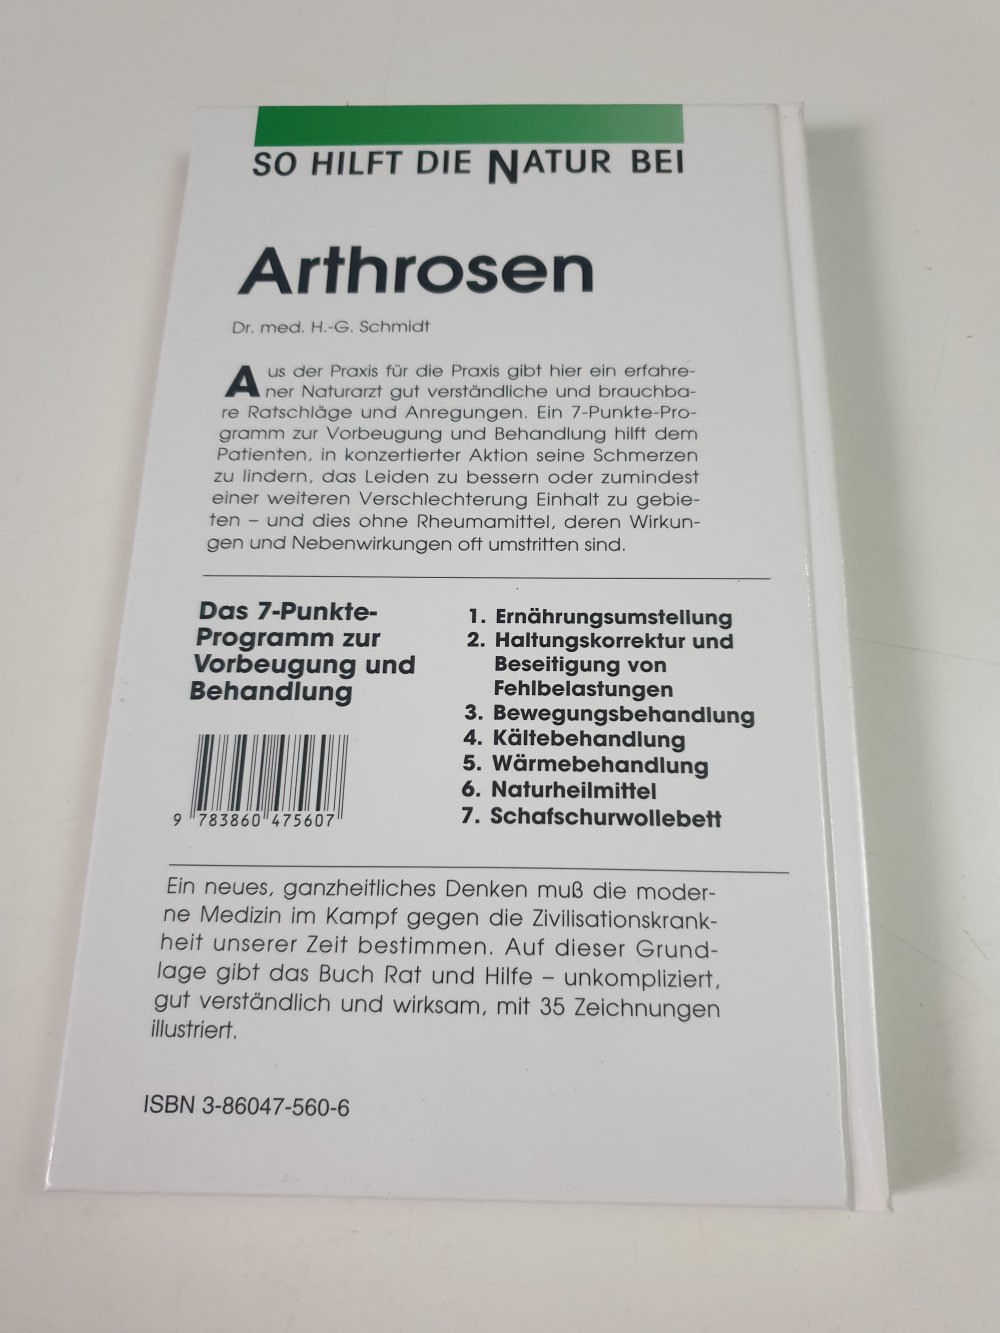 SO HILFT DIE NATUR BEI
Arthrosen
Dr. med. H.-G. Schmidt
Aus der Praxis für die Praxis gibt hier ein erfahre-
ner Naturarzt gut verständliche und brauchba-
re Ratschläge und Anregungen. Ein 7-Punkte-Pro-
gramm zur Vorbeugung und Behandlung hilft dem
Patienten, in konzertierter Aktion seine Schmerzen
zu lindern, das Leiden zu bessern oder zumindest
einer weiteren Verschlechterung Einhalt zu gebie-
ten – und dies ohne Rheumamittel, deren Wirkun-
gen und Nebenwirkungen oft umstritten sind.
Das 7-Punkte-
Programm zur
Vorbeugung und
Behandlung
1. Ernährungsumstellung
2. Haltungskorrektur und
Beseitigung von
Fehlbelastungen
3. Bewegungsbehandlung
4. Kältebehandlung
5. Wärmebehandlung
6. Naturheilmittel
7. Schafschurwollebett
9 783860 475607
Ein neues, ganzheitliches Denken muß die moder-
ne Medizin im Kampf gegen die Zivilisationskrank-
heit unserer Zeit bestimmen. Auf dieser Grund-
lage gibt das Buch Rat und Hilfe – unkompliziert,
gut verständlich und wirksam, mit 35 Zeichnungen
illustriert.
ISBN 3-86047-560-6